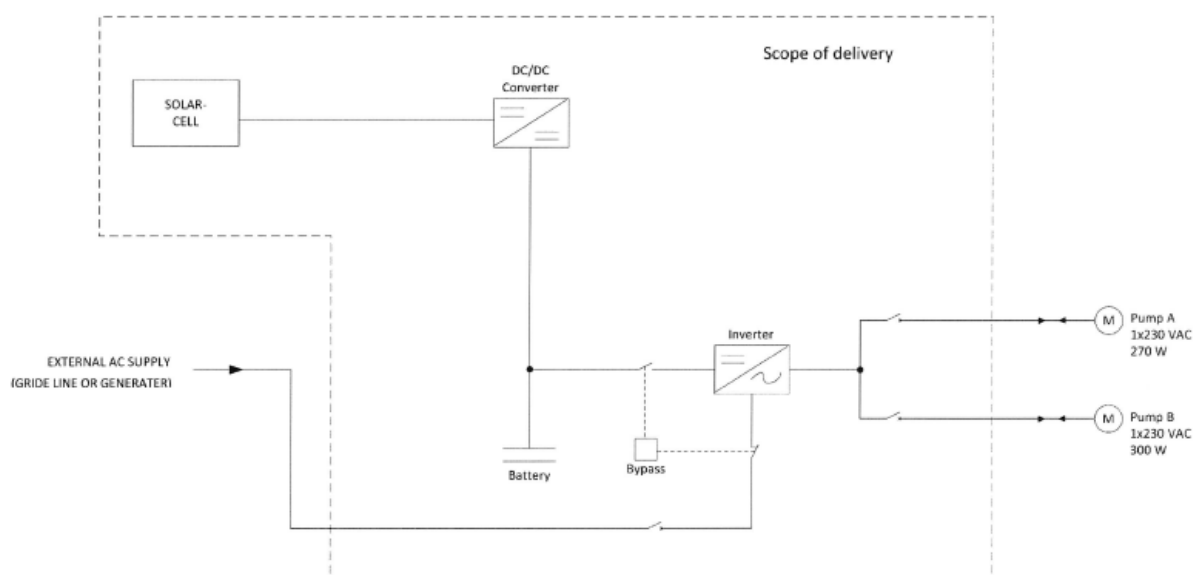 Scope of delivery
DC/DC
Converter
SOLAR-
CELL
Inverter
M
Pump A
1x230 VAC
270 W
EXTERNAL AC SUPPLY
(GRIDE LINE OR GENERATER)
M
Pump B
1x230 VAC
300 W
Battery
Bypass